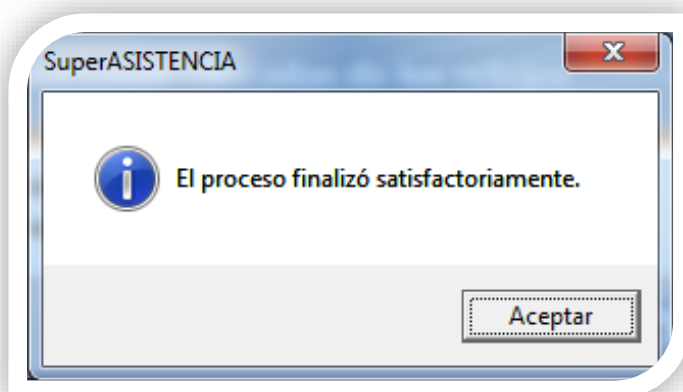 SuperASISTENCIA
El proceso finalizó satisfactoriamente.
Aceptar